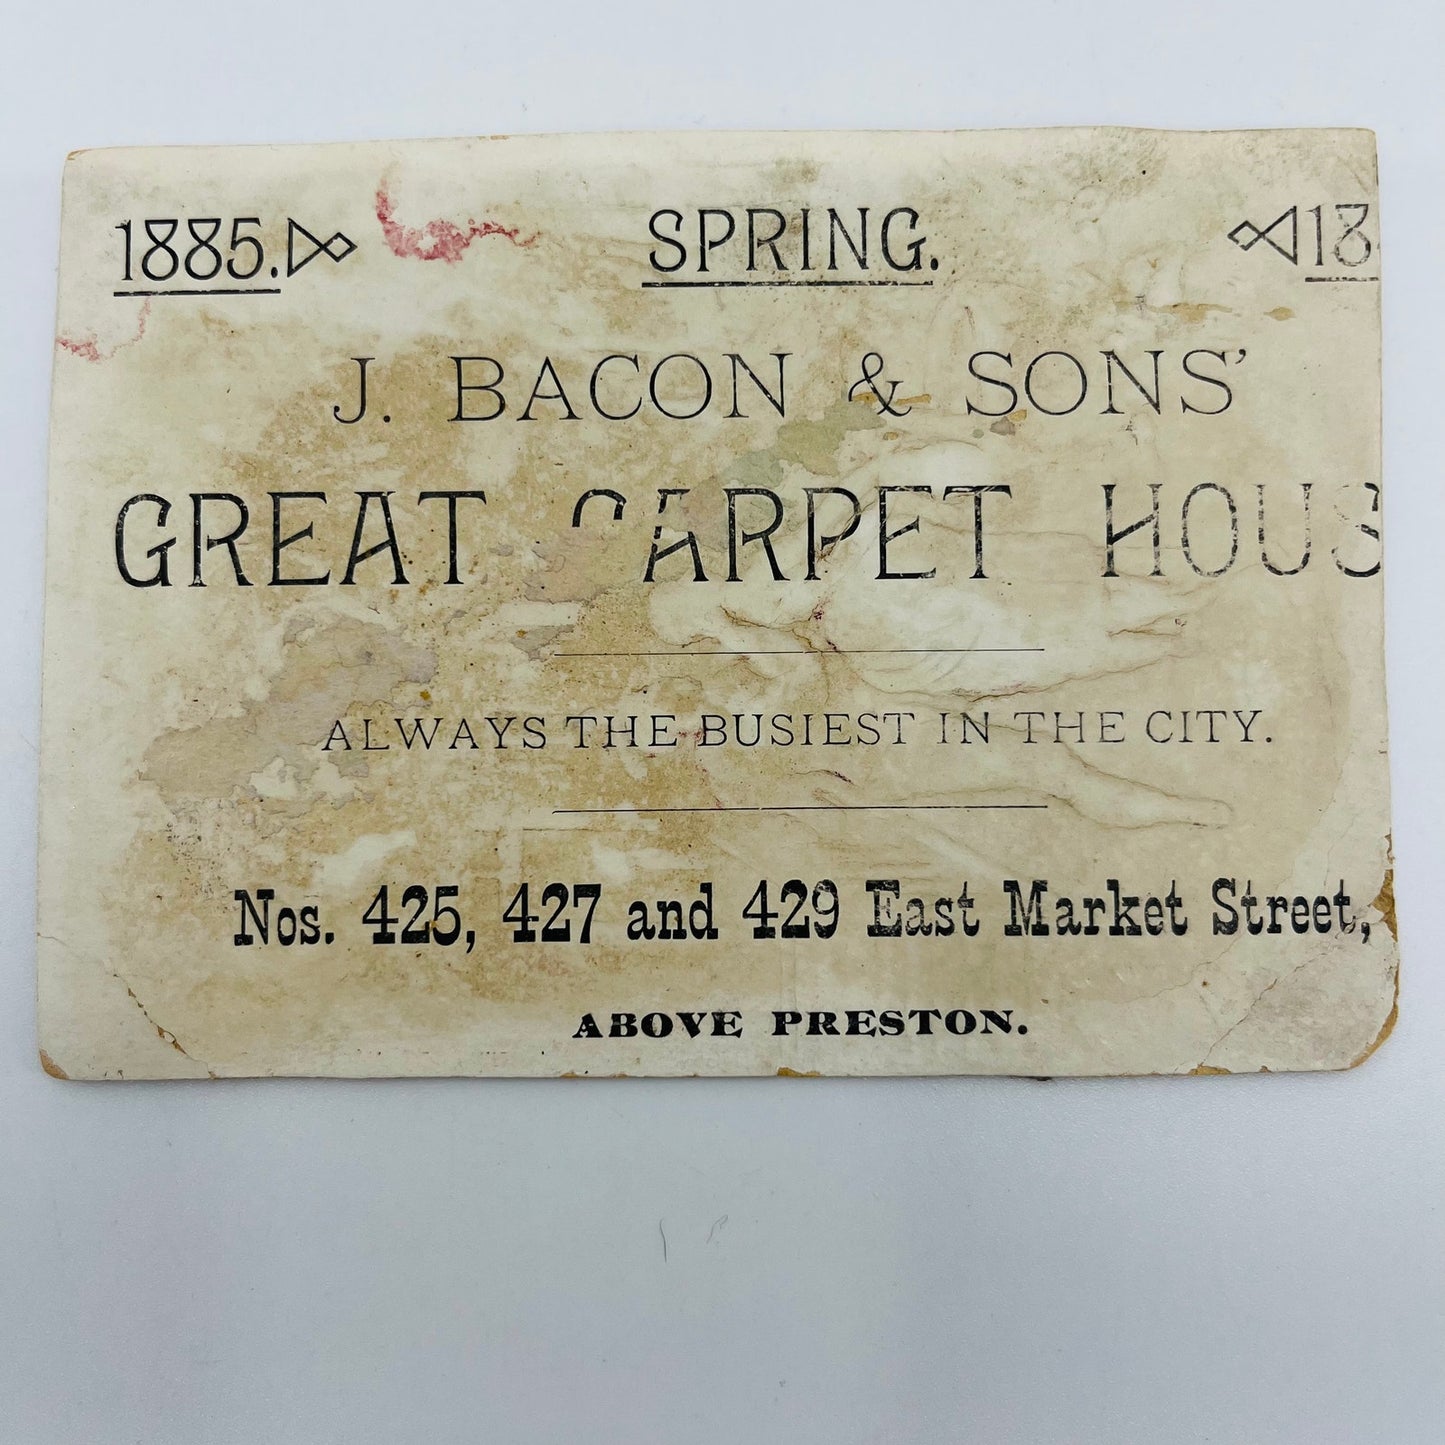 1885. SPRING. 18
J. BACON & SONS'
GREAT CARPET HOUS
ALWAYS THE BUSIEST IN THE CITY.
Nos. 425, 427 and 429 East Market Street,
ABOVE PRESTON.